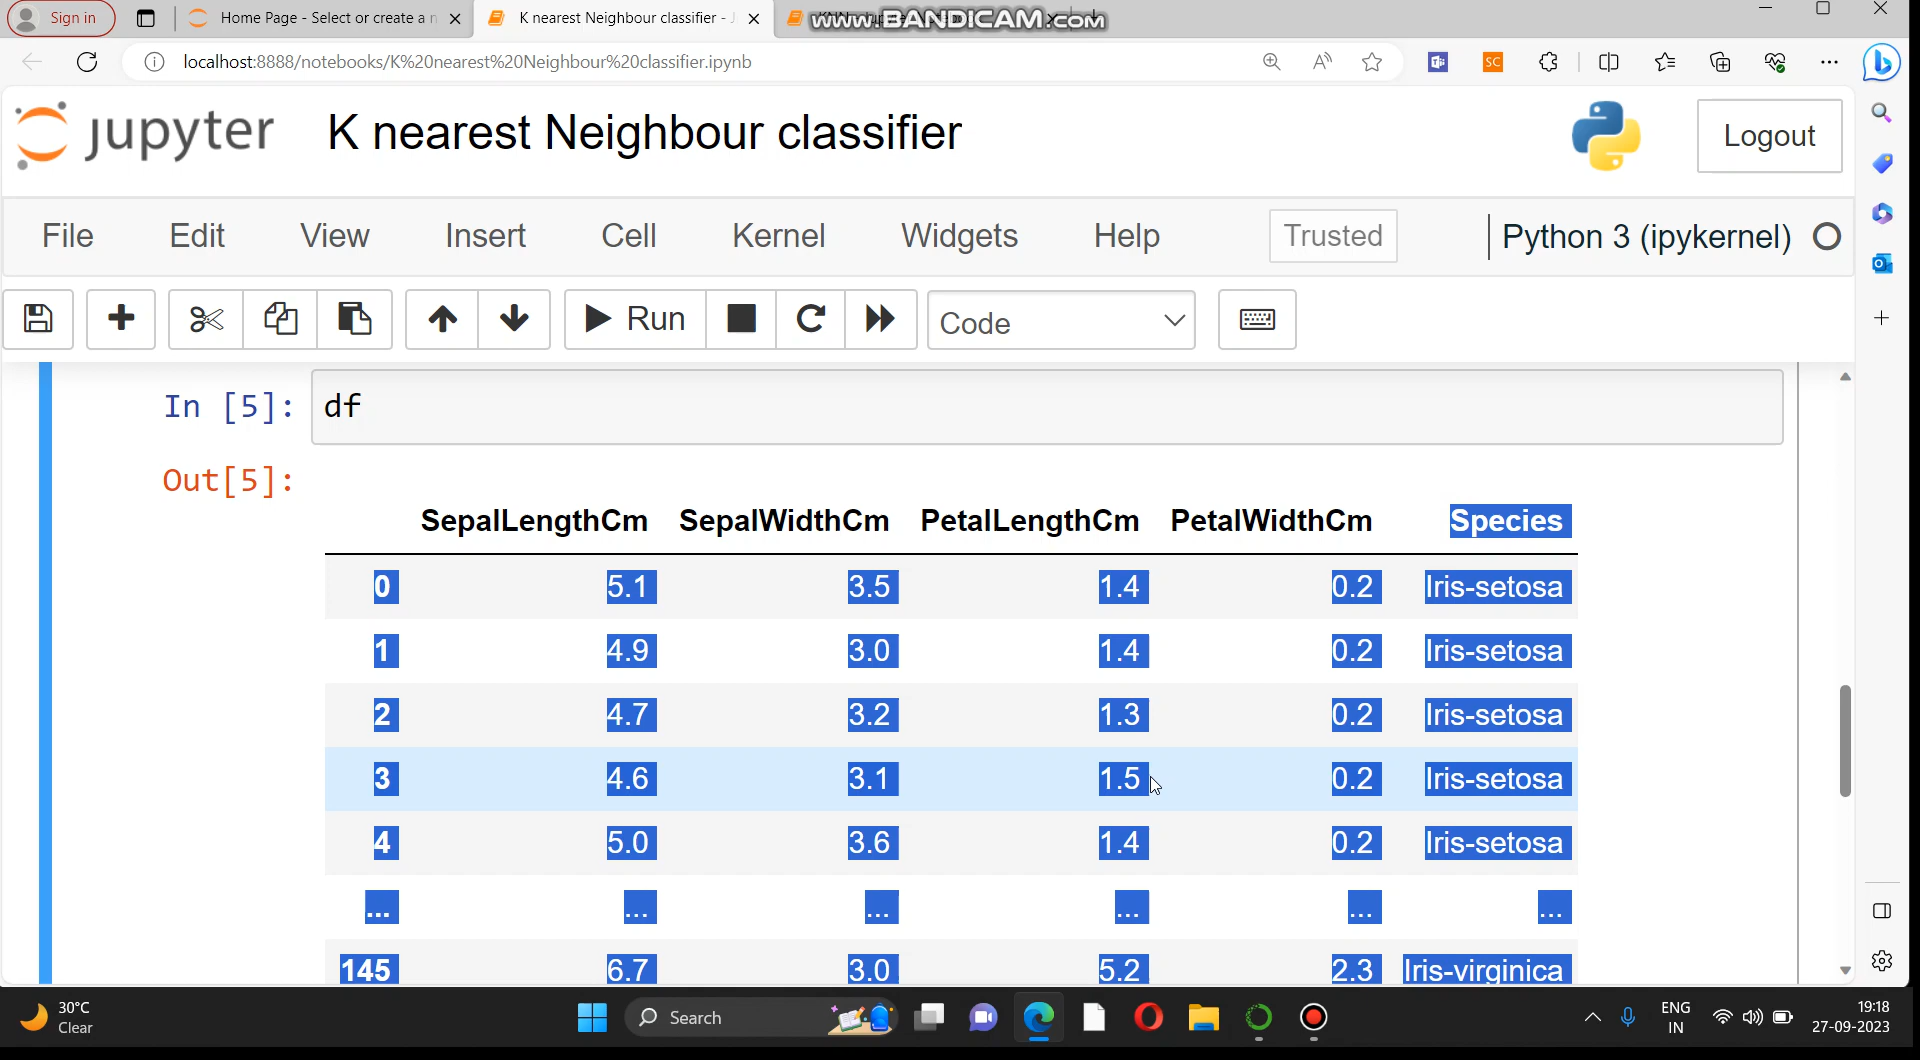 Sign in
Home Page - Select or create a n
K nearest Neighbour classifier - J
www.BANDICAM.com
localhost:8888/notebooks/K%20nearest%20Neighbour%20classifier.ipynb
SC
jupyter K nearest Neighbour classifier
Logout
File Edit View Insert Cell Kernel Widgets Help Trusted Python 3 (ipykernel)
Run Code
In [5]: df
Out[5]:
SepalLengthCm SepalWidthCm PetalLengthCm PetalWidthCm Species
0 5.1 3.5 1.4 0.2 Iris-setosa
1 4.9 3.0 1.4 0.2 Iris-setosa
2 4.7 3.2 1.3 0.2 Iris-setosa
3 4.6 3.1 1.5 0.2 Iris-setosa
4 5.0 3.6 1.4 0.2 Iris-setosa
... ... ... ... ... ...
145 6.7 3.0 5.2 2.3 Iris-virginica
30°C
Clear
Search
ENG
IN
19:18
27-09-2023